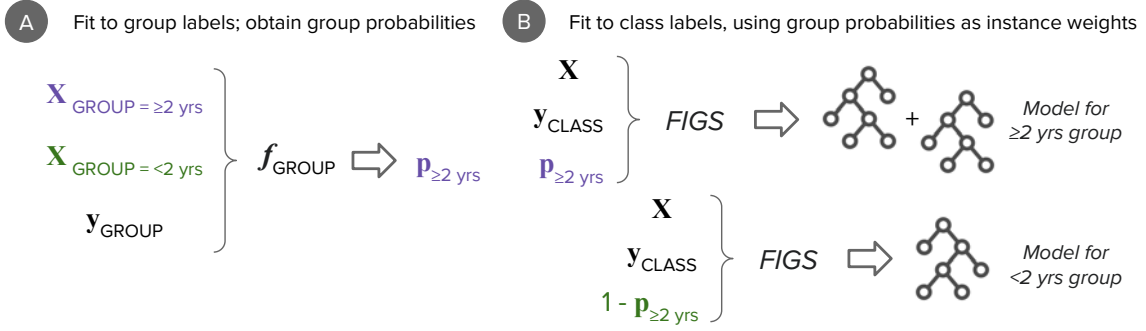 A Fit to group labels; obtain group probabilities
X GROUP = ≥2 yrs
X GROUP = <2 yrs
y GROUP
f GROUP
p ≥2 yrs
B Fit to class labels, using group probabilities as instance weights
X
y CLASS
p ≥2 yrs
FIGS
+
Model for
≥2 yrs group
X
y CLASS
1 - p ≥2 yrs
FIGS
Model for
<2 yrs group